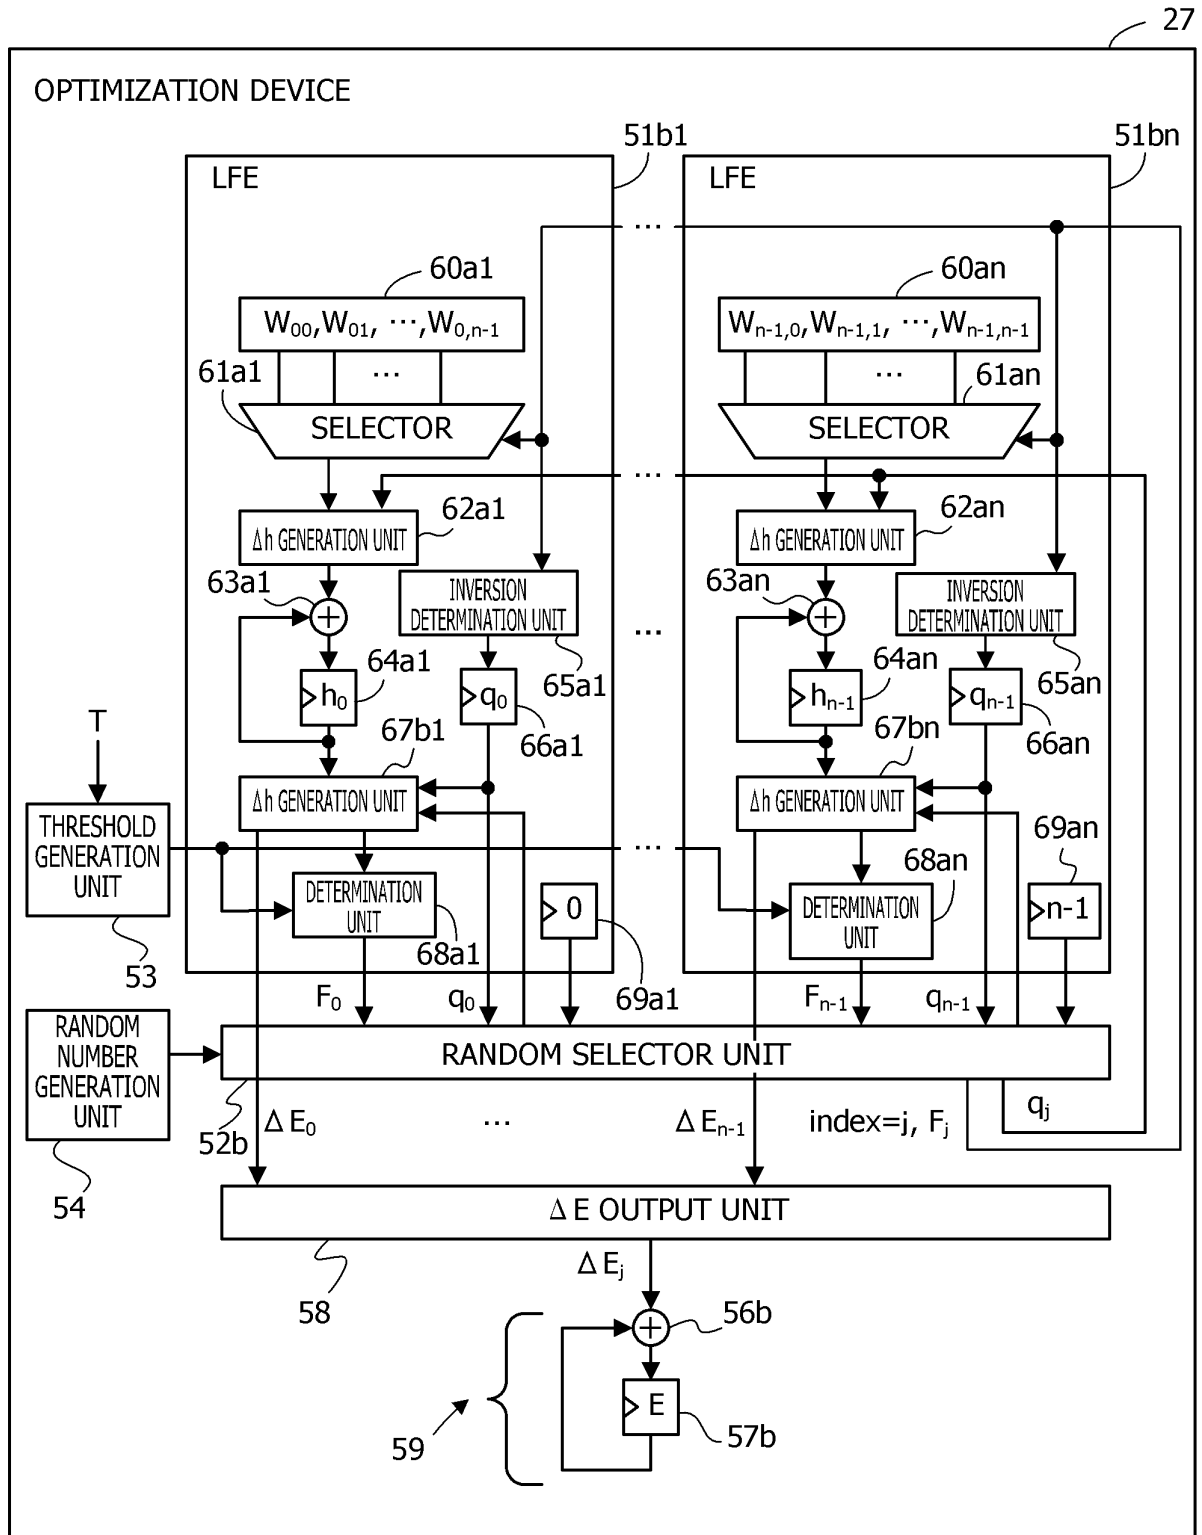 27
OPTIMIZATION DEVICE
51b1
51bn
LFE
LFE
...
60a1
60an
W00,W01, ...,W0,n-1
Wn-1,0,Wn-1,1, ...,Wn-1,n-1
61a1
...
...
61an
SELECTOR
SELECTOR
...
62a1
62an
Δh GENERATION UNIT
Δh GENERATION UNIT
63a1
63an
+
+
INVERSION
DETERMINATION UNIT
INVERSION
DETERMINATION UNIT
...
64a1
65a1
64an
65an
h0
q0
hn-1
qn-1
T
67b1
66a1
67bn
66an
Δh GENERATION UNIT
Δh GENERATION UNIT
THRESHOLD
GENERATION
UNIT
...
68an
69an
DETERMINATION
UNIT
0
DETERMINATION
UNIT
n-1
53
68a1
69a1
F0
q0
Fn-1
qn-1
RANDOM
NUMBER
GENERATION
UNIT
RANDOM SELECTOR UNIT
52b
54
ΔE0
...
ΔEn-1
index=j, Fj
qj
ΔE OUTPUT UNIT
58
ΔEj
56b
+
59
E
57b